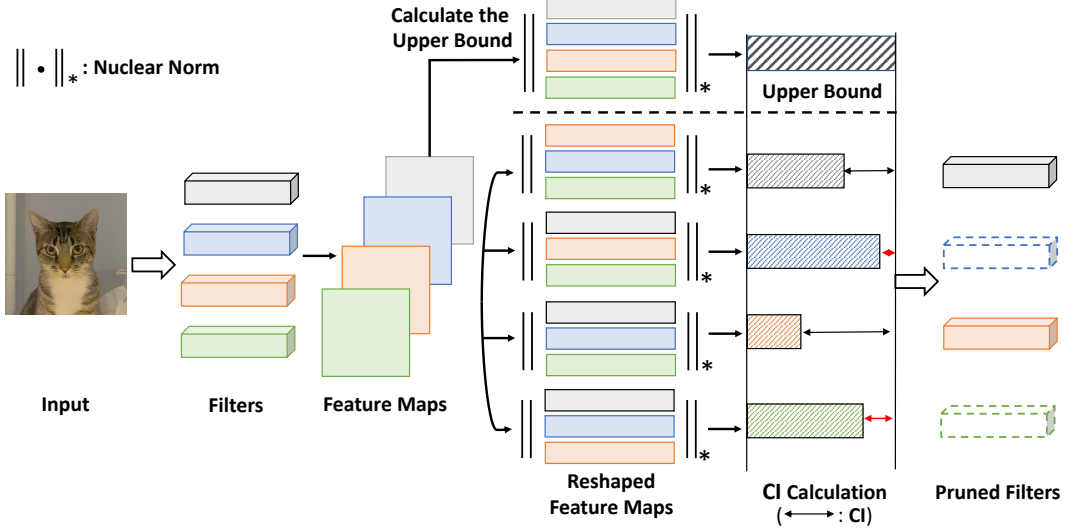 Calculate the
Upper Bound
‖ • ‖* : Nuclear Norm
‖ ‖*
Upper Bound
‖ ‖*
‖ ‖*
‖ ‖*
‖ ‖*
Input
Filters
Feature Maps
Reshaped
Feature Maps
CI Calculation
(⟷ : CI)
Pruned Filters